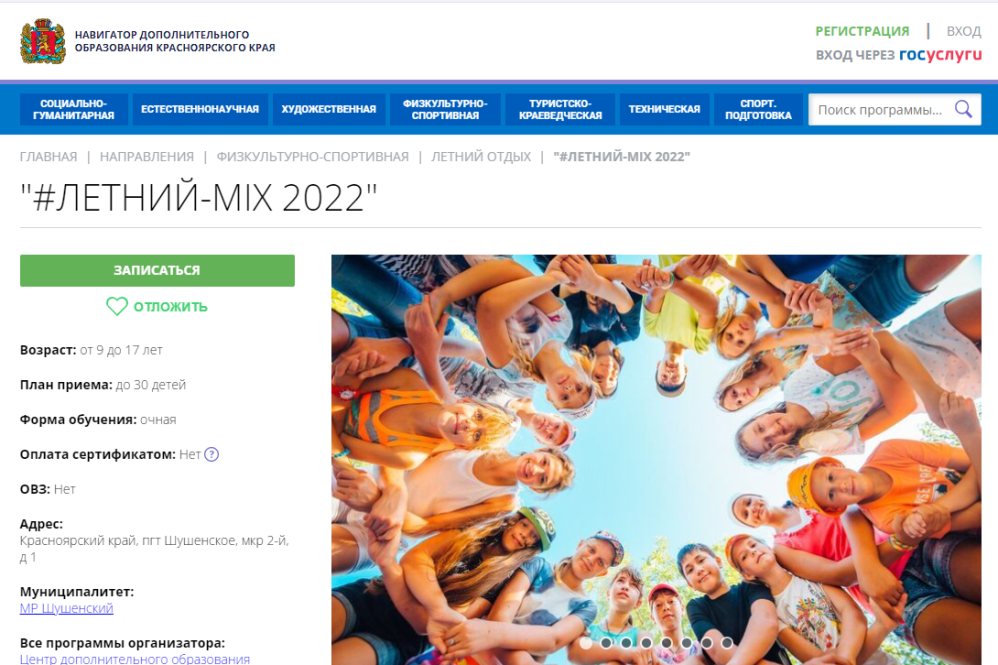 НАВИГАТОР ДОПОЛНИТЕЛЬНОГО
ОБРАЗОВАНИЯ КРАСНОЯРСКОГО КРАЯ
РЕГИСТРАЦИЯ | ВХОД
ВХОД ЧЕРЕЗ госуслуги
СОЦИАЛЬНО-
ГУМАНИТАРНАЯ
ЕСТЕСТВЕННОНАУЧНАЯ
ХУДОЖЕСТВЕННАЯ
ФИЗКУЛЬТУРНО-
СПОРТИВНАЯ
ТУРИСТСКО-
КРАЕВЕДЧЕСКАЯ
ТЕХНИЧЕСКАЯ
СПОРТ.
ПОДГОТОВКА
Поиск программы...
ГЛАВНАЯ | НАПРАВЛЕНИЯ | ФИЗКУЛЬТУРНО-СПОРТИВНАЯ | ЛЕТНИЙ ОТДЫХ | "#ЛЕТНИЙ-MIX 2022"
"#ЛЕТНИЙ-MIX 2022"
ЗАПИСАТЬСЯ
ОТЛОЖИТЬ
Возраст: от 9 до 17 лет
План приема: до 30 детей
Форма обучения: очная
Оплата сертификатом: Нет ?
ОВЗ: Нет
Адрес:
Красноярский край, пгт Шушенское, мкр 2-й,
д 1
Муниципалитет:
МР Шушенский
Все программы организатора:
Центр дополнительного образования